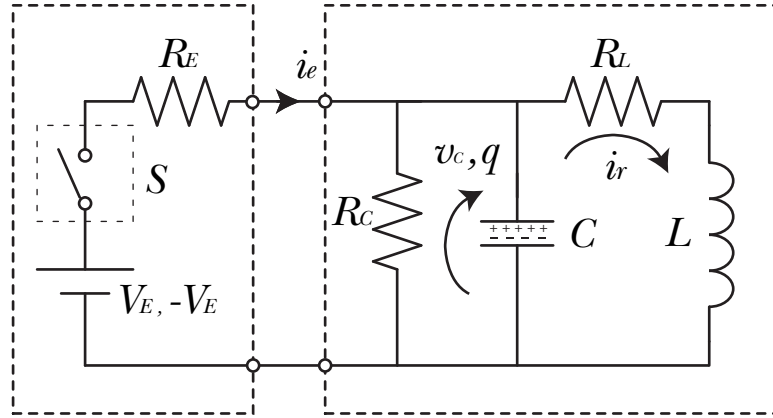 R_E
i_e
R_L
S
R_C
v_C, q
+ + + + +
- - - - -
C
i_r
L
V_E, -V_E